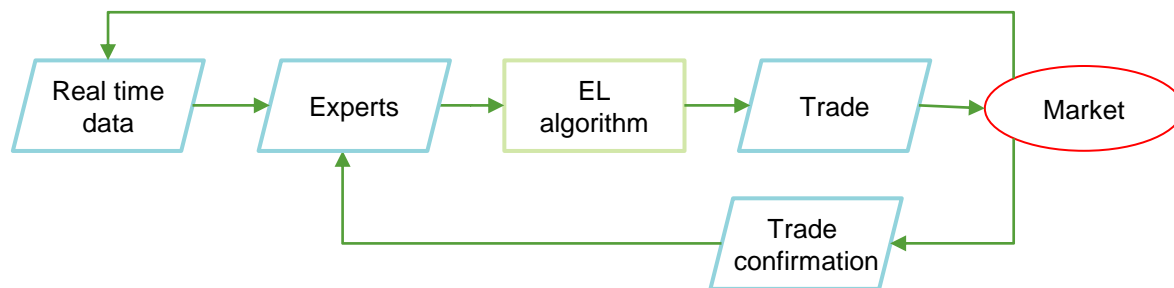 Real time
data
Experts
EL
algorithm
Trade
Market
Trade
confirmation